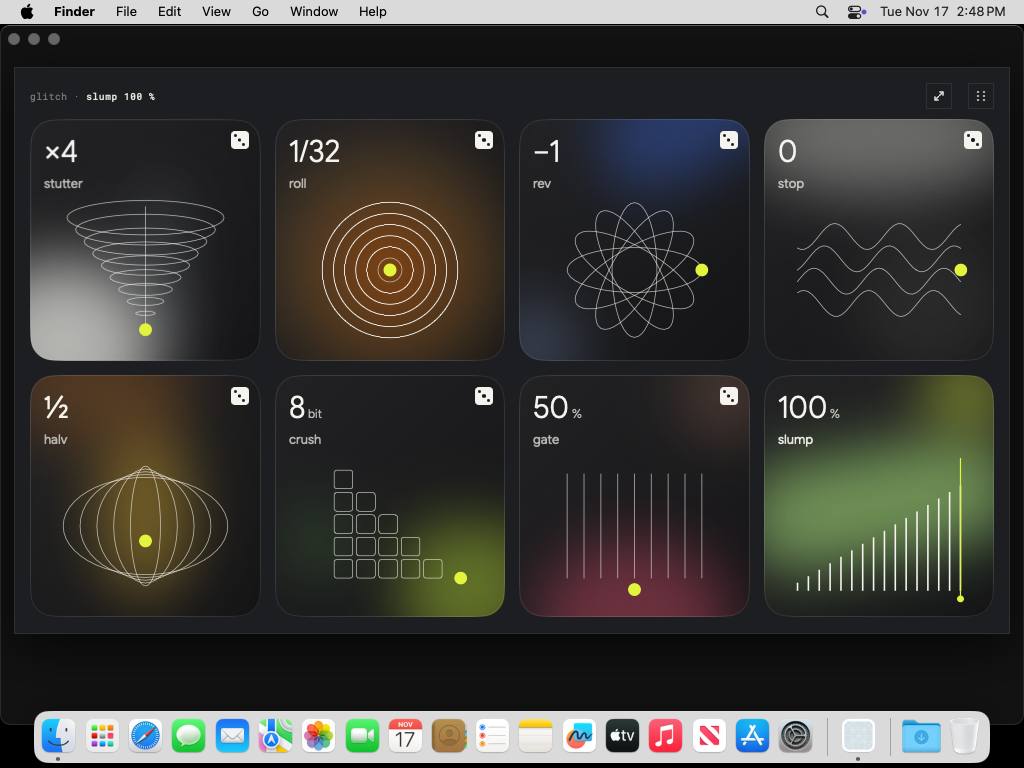 Finder File Edit View Go Window Help Tue Nov 17 2:48 PM
glitch · slump 100 %
×4
stutter
1/32
roll
−1
rev
0
stop
½
halv
8 bit
crush
50 %
gate
100 %
slump
NOV
17
tv